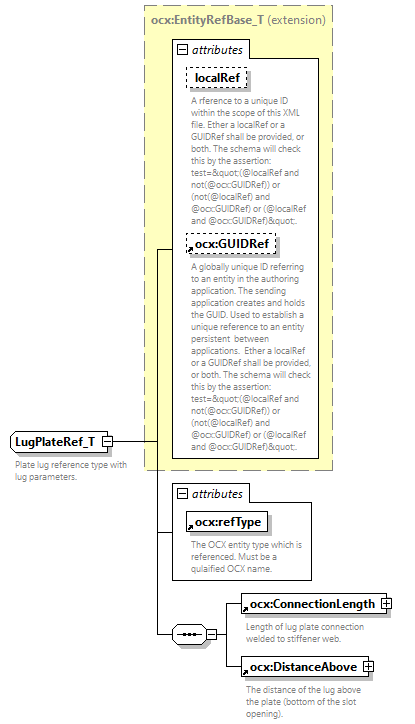 ocx:EntityRefBase_T (extension)
attributes
localRef
A rference to a unique ID
within the scope of this XML
file. Ether a localRef or a
GUIDRef shall be provided, or
both. The schema will check
this by the assertion:
test=&quot;(@localRef and
not(@ocx:GUIDRef)) or
(not(@localRef) and
@ocx:GUIDRef) or (@localRef
and @ocx:GUIDRef)&quot;.
ocx:GUIDRef
A globally unique ID referring
to an entity in the authoring
application. The sending
application creates and holds
the GUID. Used to establish a
unique reference to an entity
persistent between
applications. Ether a localRef
or a GUIDRef shall be provided,
or both. The schema will check
this by the assertion:
test=&quot;(@localRef and
not(@ocx:GUIDRef)) or
(not(@localRef) and
@ocx:GUIDRef) or (@localRef
and @ocx:GUIDRef)&quot;.
LugPlateRef_T
Plate lug reference type with
lug parameters.
attributes
ocx:refType
The OCX entity type which is
referenced. Must be a
qulaified OCX name.
ocx:ConnectionLength
Length of lug plate connection
welded to stiffener web.
ocx:DistanceAbove
The distance of the lug above
the plate (bottom of the slot
opening).